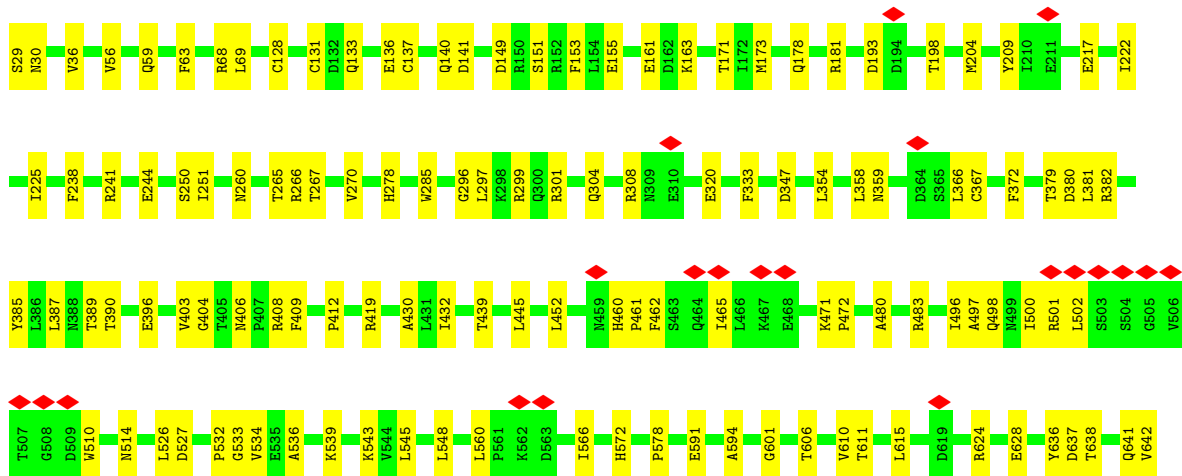 S29 N30 V36 V56 Q59 F63 R68 L69 C128 C131 D132 Q133 E136 C137 Q140 D141 D149 R150 S151 R152 F153 L154 E155 E161 D162 K163 T171 I172 M173 Q178 R181 D193 D194 T198 M204 Y209 I210 E211 E217 I222
I225 F238 R241 E244 S250 I251 N260 T265 R266 T267 V270 H278 W285 G296 L297 K298 R299 Q300 R301 Q304 R308 N309 E310 E320 F333 D347 L354 L358 N359 D364 S365 L366 C367 F372 T379 D380 L381 R382
Y385 L386 L387 N388 T389 T390 E396 V403 G404 T405 N406 P407 R408 F409 P412 R419 A430 L431 I432 T439 L445 L452 N459 H460 P461 F462 S463 Q464 I465 L466 K467 E468 K471 P472 A480 R483 I496 A497 Q498 N499 I500 R501 L502 S503 S504 G505 V506
T507 G508 D509 W510 N514 L526 D527 P532 G533 V534 E535 A536 K539 K543 V544 L545 L548 L560 P561 K562 D563 I566 H572 P578 E591 A594 G601 T606 V610 T611 L615 D619 R624 E628 Y636 D637 T638 Q641 V642